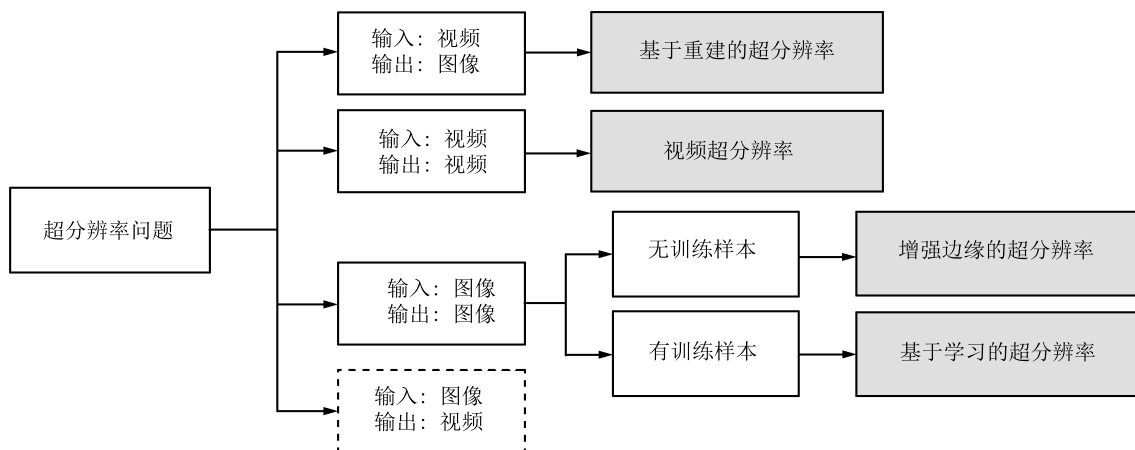 超分辨率问题
输入: 视频
输出: 图像
基于重建的超分辨率
输入: 视频
输出: 视频
视频超分辨率
输入: 图像
输出: 图像
无训练样本
增强边缘的超分辨率
有训练样本
基于学习的超分辨率
输入: 图像
输出: 视频